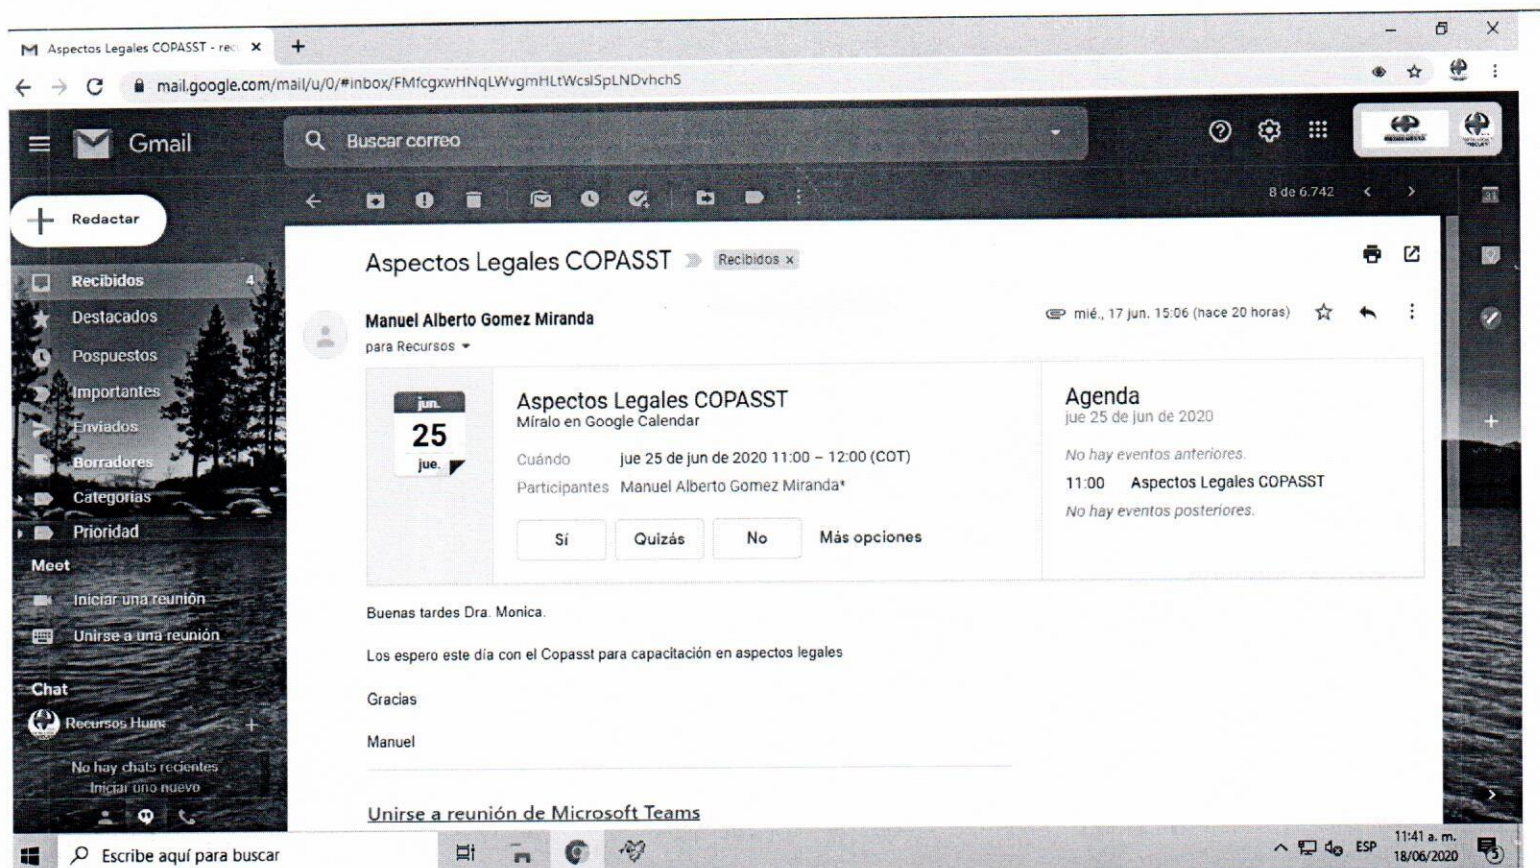 Aspectos Legales COPASST - rec
mail.google.com/mail/u/0/#inbox/FMfcgxwHNqLWvgmHLtWcslSpLNDvhchS
Gmail
Buscar correo
Redactar
8 de 6.742
Aspectos Legales COPASST
Recibidos x
Recibidos 4
Destacados
Pospuestos
Importantes
Enviados
Borradores
Categorías
Prioridad
Meet
Iniciar una reunión
Unirse a una reunión
Chat
Recursos Hum
No hay chats recientes
Iniciar uno nuevo
Manuel Alberto Gomez Miranda
mié., 17 jun. 15:06 (hace 20 horas)
para Recursos
jun.
25
jue.
Aspectos Legales COPASST
Míralo en Google Calendar
Cuándo jue 25 de jun de 2020 11:00 – 12:00 (COT)
Participantes Manuel Alberto Gomez Miranda*
Sí Quizás No Más opciones
Agenda
jue 25 de jun de 2020
No hay eventos anteriores.
11:00 Aspectos Legales COPASST
No hay eventos posteriores.
Buenas tardes Dra. Monica.
Los espero este día con el Copasst para capacitación en aspectos legales
Gracias
Manuel
Unirse a reunión de Microsoft Teams
Escribe aquí para buscar
ESP
11:41 a. m.
18/06/2020
5
31